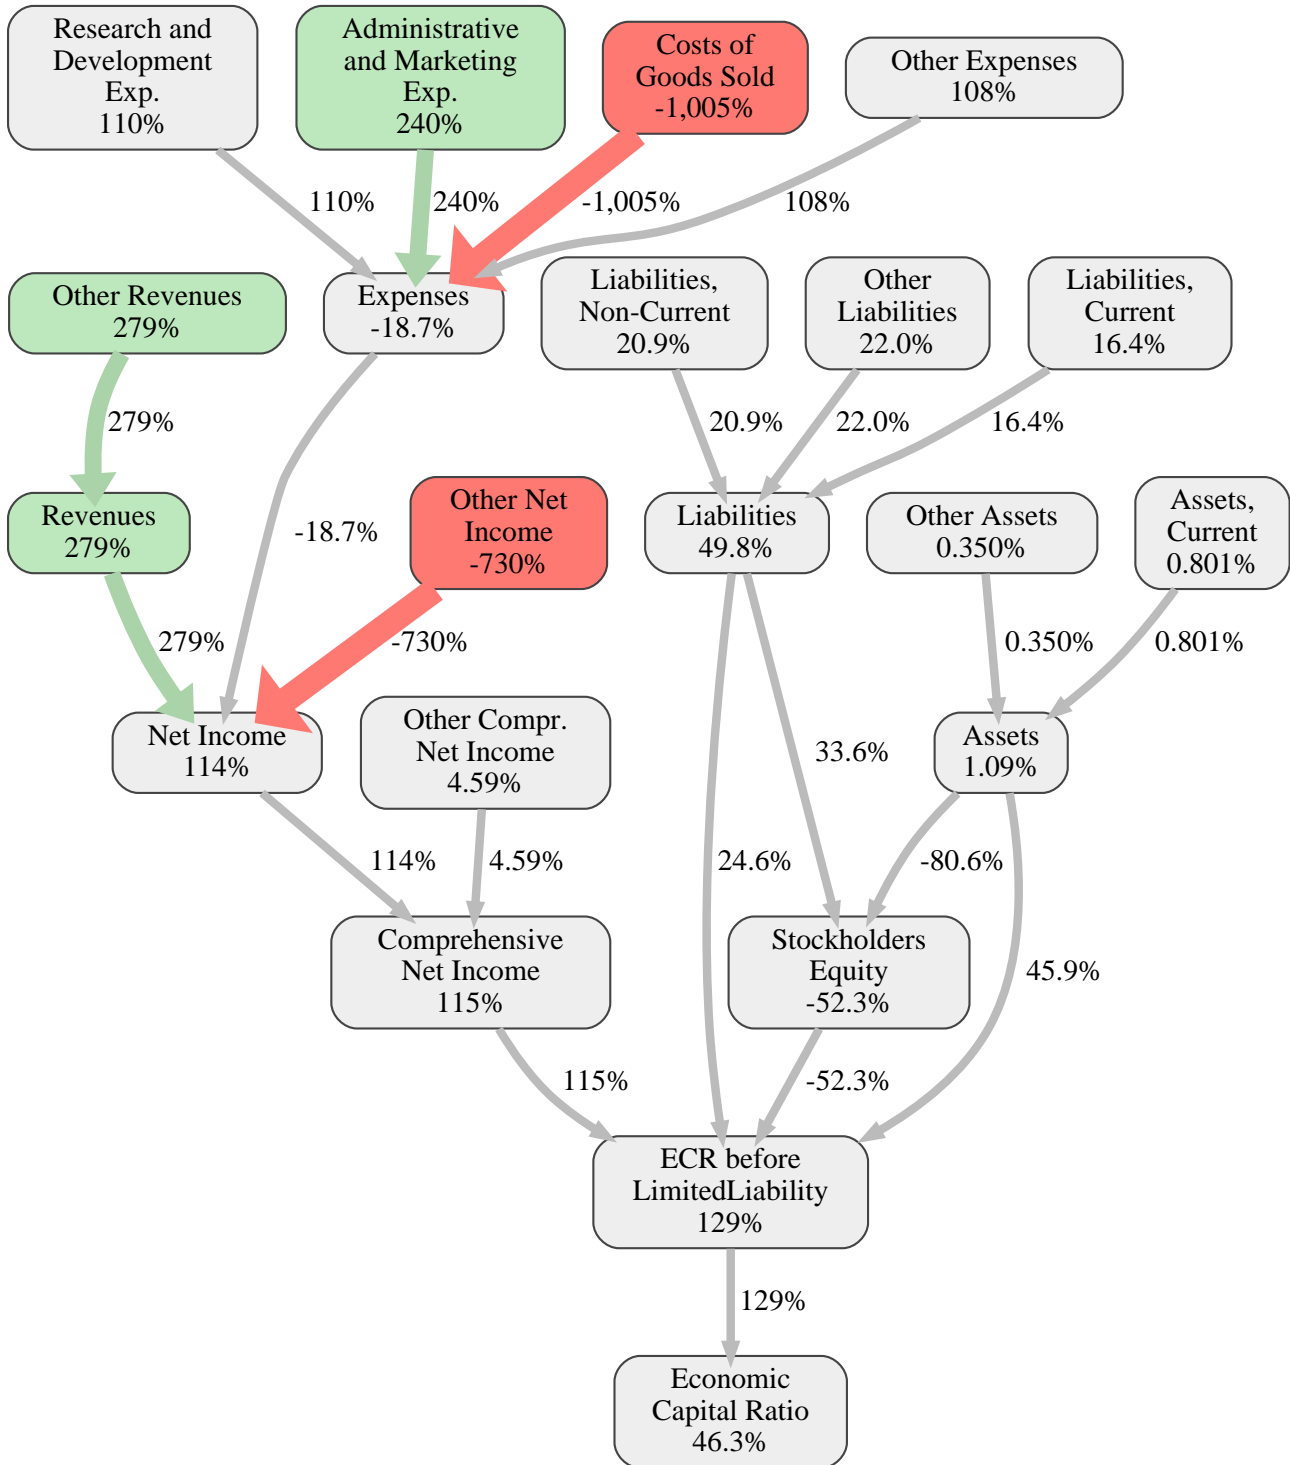 Research and
Development
Exp.
110%
Administrative
and Marketing
Exp.
240%
Costs of
Goods Sold
-1,005%
Other Expenses
108%
110%
240%
-1,005%
108%
Other Revenues
279%
Expenses
-18.7%
Liabilities,
Non-Current
20.9%
Other
Liabilities
22.0%
Liabilities,
Current
16.4%
279%
20.9%
22.0%
16.4%
Revenues
279%
-18.7%
Other Net
Income
-730%
Liabilities
49.8%
Other Assets
0.350%
Assets,
Current
0.801%
279%
-730%
0.350%
0.801%
Net Income
114%
Other Compr.
Net Income
4.59%
33.6%
Assets
1.09%
114%
4.59%
24.6%
-80.6%
Comprehensive
Net Income
115%
Stockholders
Equity
-52.3%
45.9%
115%
-52.3%
ECR before
LimitedLiability
129%
129%
Economic
Capital Ratio
46.3%